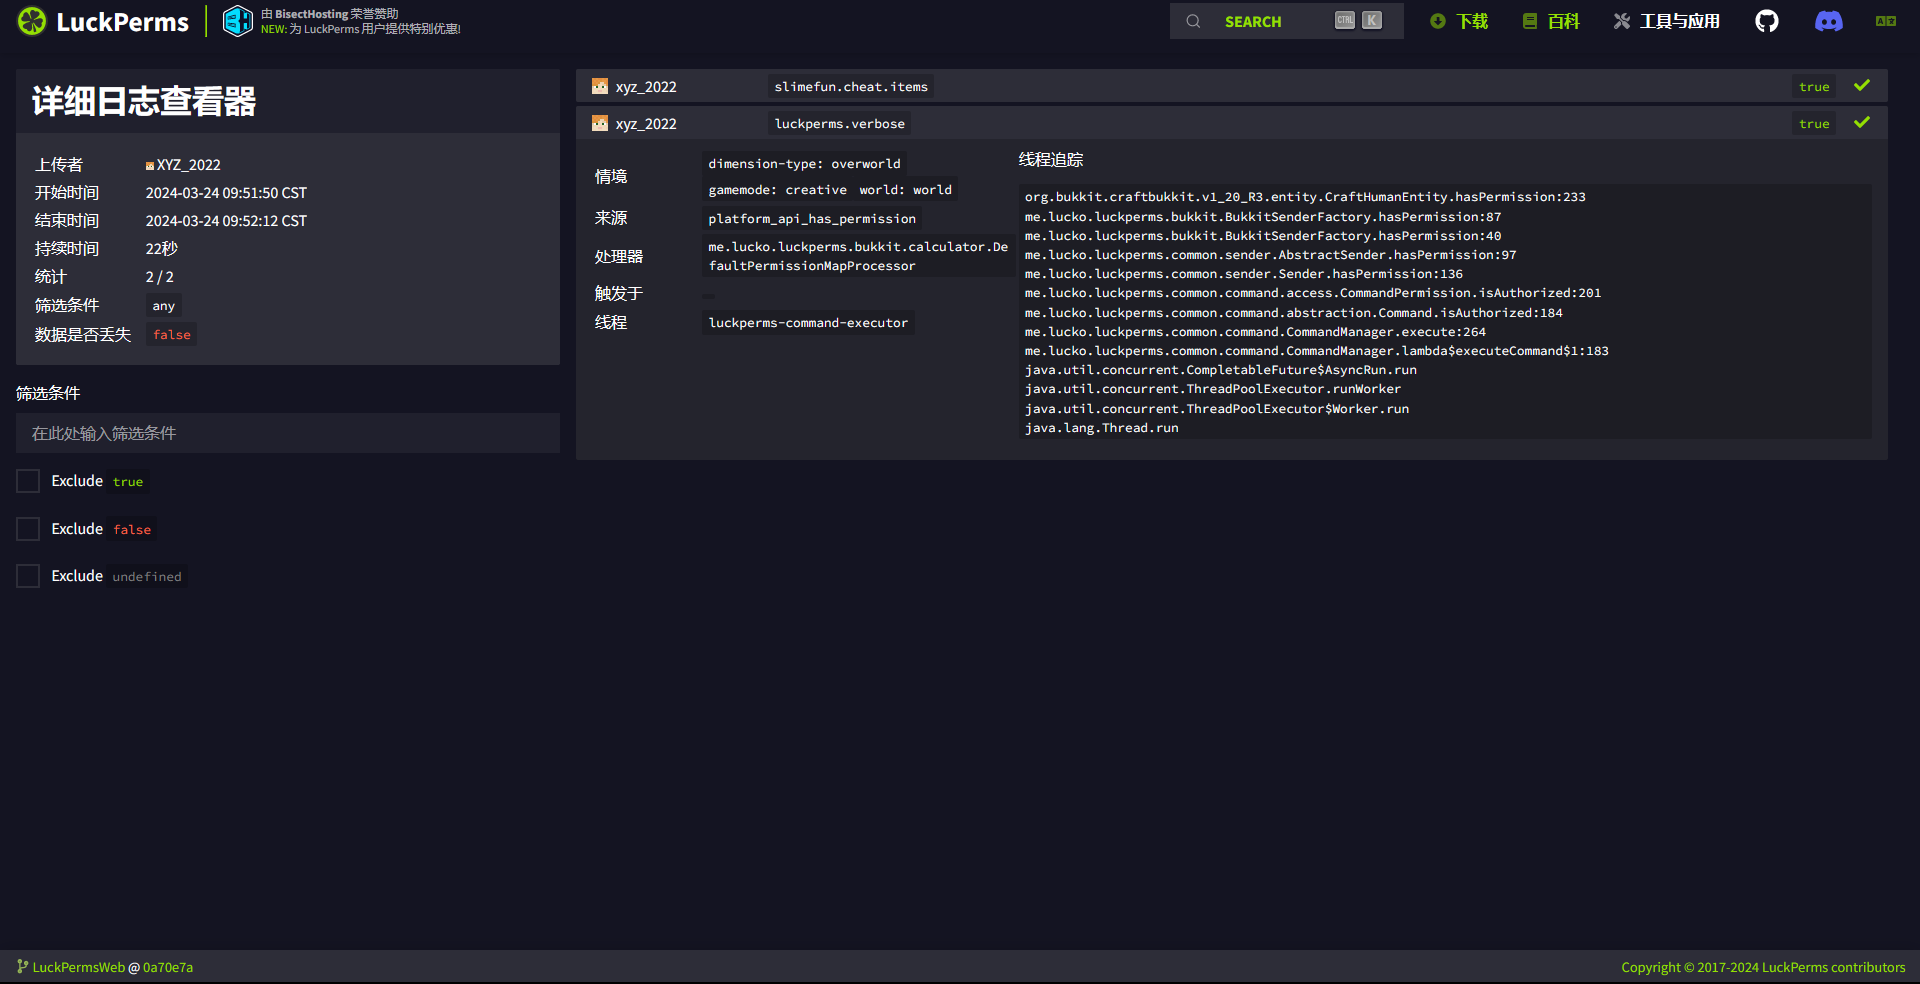 LuckPerms
由 BisectHosting 荣誉赞助
NEW: 为 LuckPerms 用户提供特别优惠!
SEARCH
CTRL K
下载
百科
工具与应用
详细日志查看器
上传者 XYZ_2022
开始时间 2024-03-24 09:51:50 CST
结束时间 2024-03-24 09:52:12 CST
持续时间 22秒
统计 2 / 2
筛选条件 any
数据是否丢失 false
筛选条件
在此处输入筛选条件
Exclude true
Exclude false
Exclude undefined
xyz_2022 slimefun.cheat.items true
xyz_2022 luckperms.verbose true
情境 dimension-type: overworld
gamemode: creative world: world
来源 platform_api_has_permission
处理器 me.lucko.luckperms.bukkit.calculator.De
faultPermissionMapProcessor
触发于
线程 luckperms-command-executor
线程追踪
org.bukkit.craftbukkit.v1_20_R3.entity.CraftHumanEntity.hasPermission:233
me.lucko.luckperms.bukkit.BukkitSenderFactory.hasPermission:87
me.lucko.luckperms.bukkit.BukkitSenderFactory.hasPermission:40
me.lucko.luckperms.common.sender.AbstractSender.hasPermission:97
me.lucko.luckperms.common.sender.Sender.hasPermission:136
me.lucko.luckperms.common.command.access.CommandPermission.isAuthorized:201
me.lucko.luckperms.common.command.abstraction.Command.isAuthorized:184
me.lucko.luckperms.common.command.CommandManager.execute:264
me.lucko.luckperms.common.command.CommandManager.lambda$executeCommand$1:183
java.util.concurrent.CompletableFuture$AsyncRun.run
java.util.concurrent.ThreadPoolExecutor.runWorker
java.util.concurrent.ThreadPoolExecutor$Worker.run
java.lang.Thread.run
LuckPermsWeb @ 0a70e7a
Copyright © 2017-2024 LuckPerms contributors